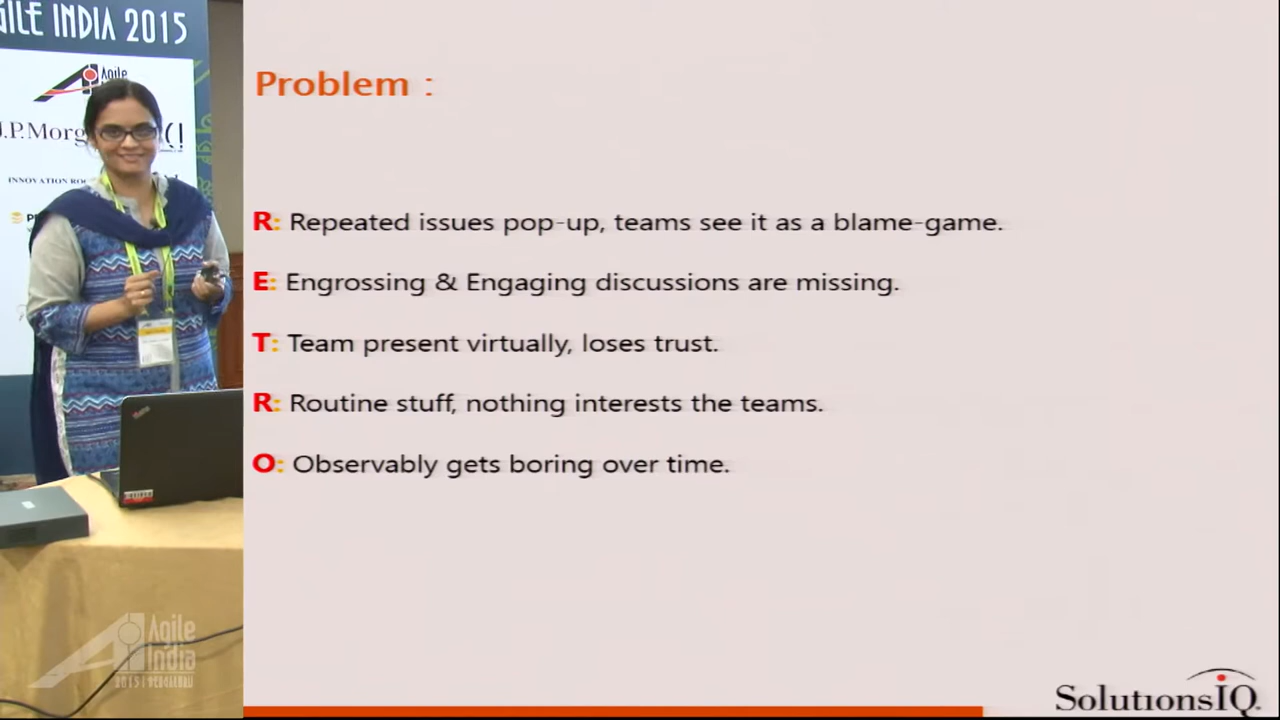 AGILE INDIA 2015
Agile
J.P.Morg
INNOVATION
Problem :
R: Repeated issues pop-up, teams see it as a blame-game.
E: Engrossing & Engaging discussions are missing.
T: Team present virtually, loses trust.
R: Routine stuff, nothing interests the teams.
O: Observably gets boring over time.
Agile
India
2015 | BENGALURU
SolutionsIQ